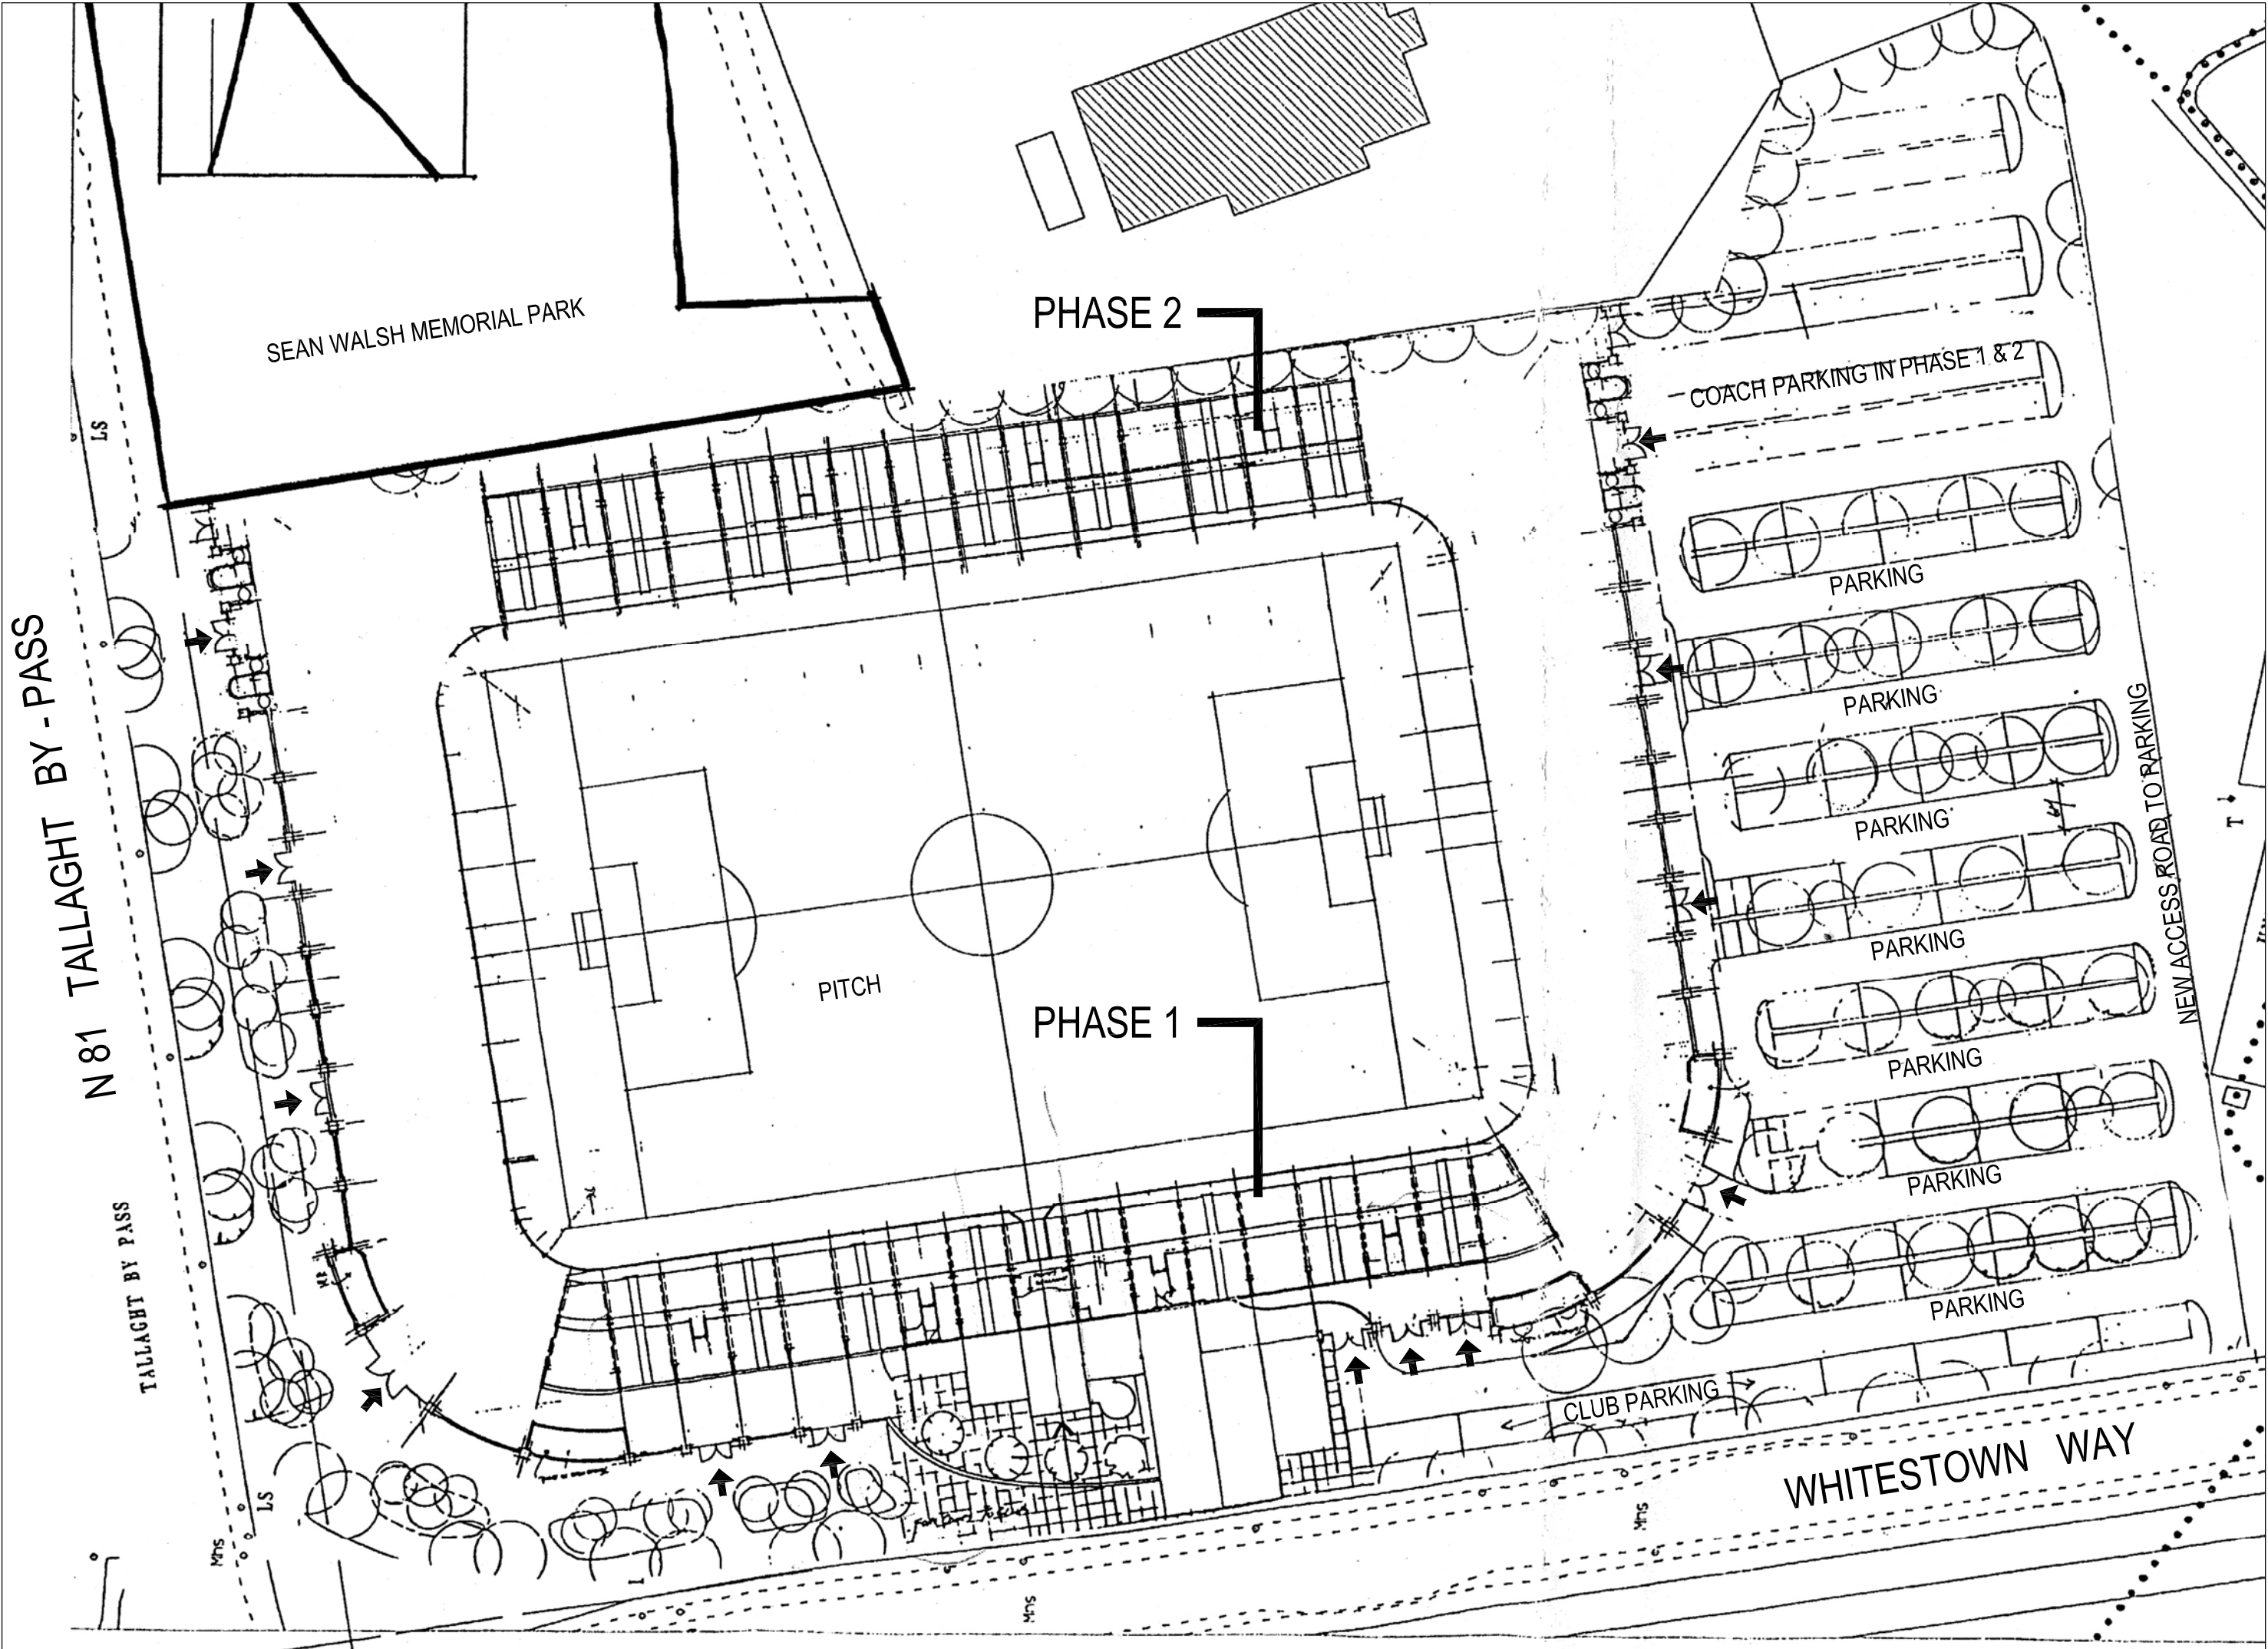 SEAN WALSH MEMORIAL PARK
PHASE 2
COACH PARKING IN PHASE 1 & 2
LS
PARKING
N 81 TALLAGHT BY - PASS
PARKING
NEW ACCESS ROAD TO PARKING
PARKING
T
PARKING
PITCH
PHASE 1
PARKING
PARKING
TALLAGHT BY PASS
PARKING
CLUB PARKING
WHITESTOWN WAY
LS